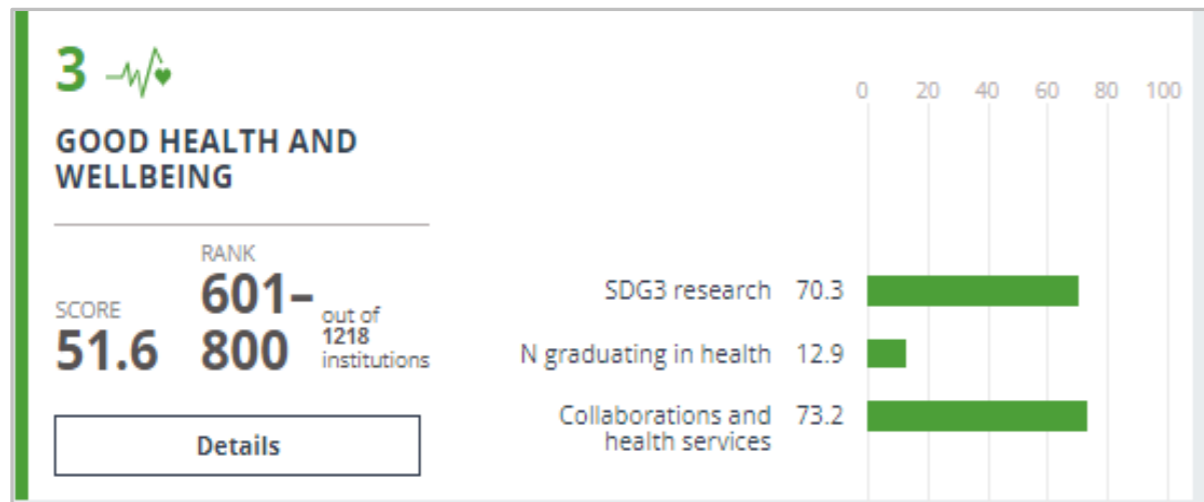 3
GOOD HEALTH AND
WELLBEING
SCORE
51.6
RANK
601–
800
out of
1218
institutions
Details
0 20 40 60 80 100
SDG3 research 70.3
N graduating in health 12.9
Collaborations and 73.2
health services